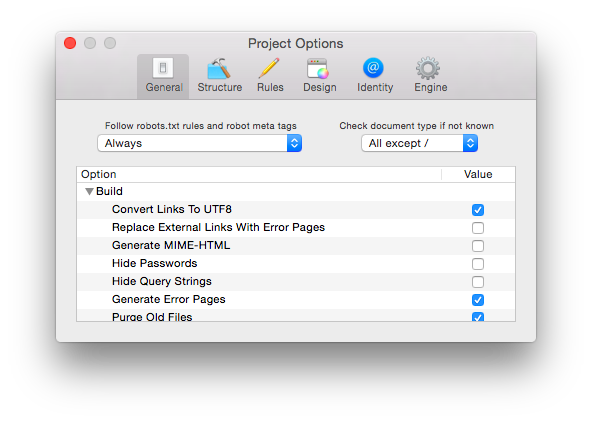 Project Options
General Structure Rules Design Identity Engine
Follow robots.txt rules and robot meta tags Check document type if not known
Always All except /
Option Value
Build
Convert Links To UTF8
Replace External Links With Error Pages
Generate MIME-HTML
Hide Passwords
Hide Query Strings
Generate Error Pages
Purge Old Files